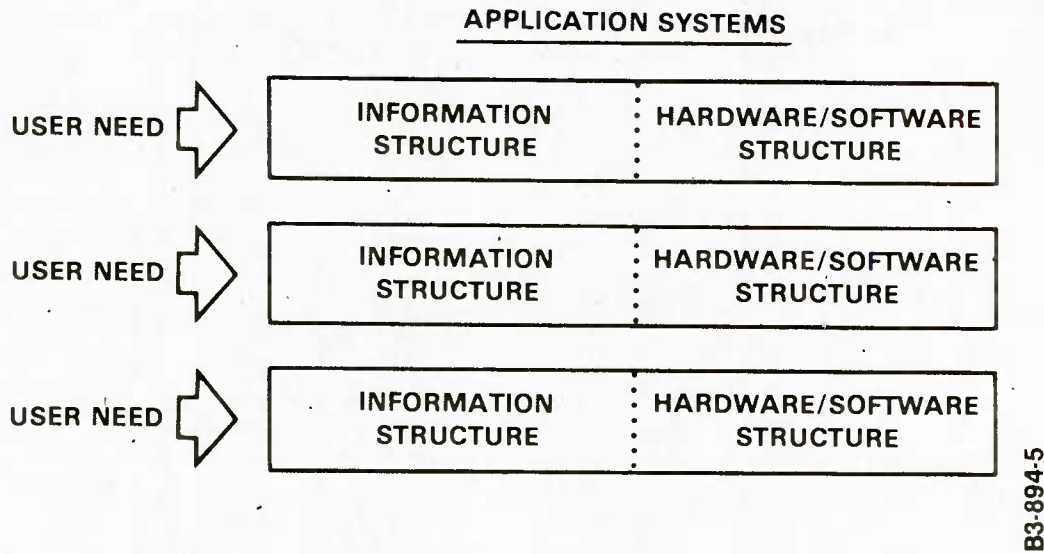 APPLICATION SYSTEMS
USER NEED
INFORMATION
STRUCTURE
HARDWARE/SOFTWARE
STRUCTURE
USER NEED
INFORMATION
STRUCTURE
HARDWARE/SOFTWARE
STRUCTURE
USER NEED
INFORMATION
STRUCTURE
HARDWARE/SOFTWARE
STRUCTURE
B3-894-5